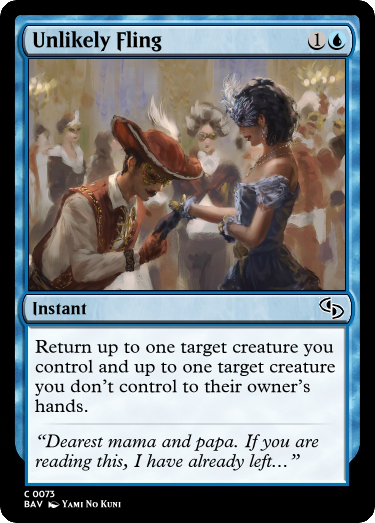 Unlikely Fling 1
Instant
Return up to one target creature you
control and up to one target creature
you don't control to their owner's
hands.
“Dearest mama and papa. If you are
reading this, I have already left…”
C 0073
BAV Yami No Kuni